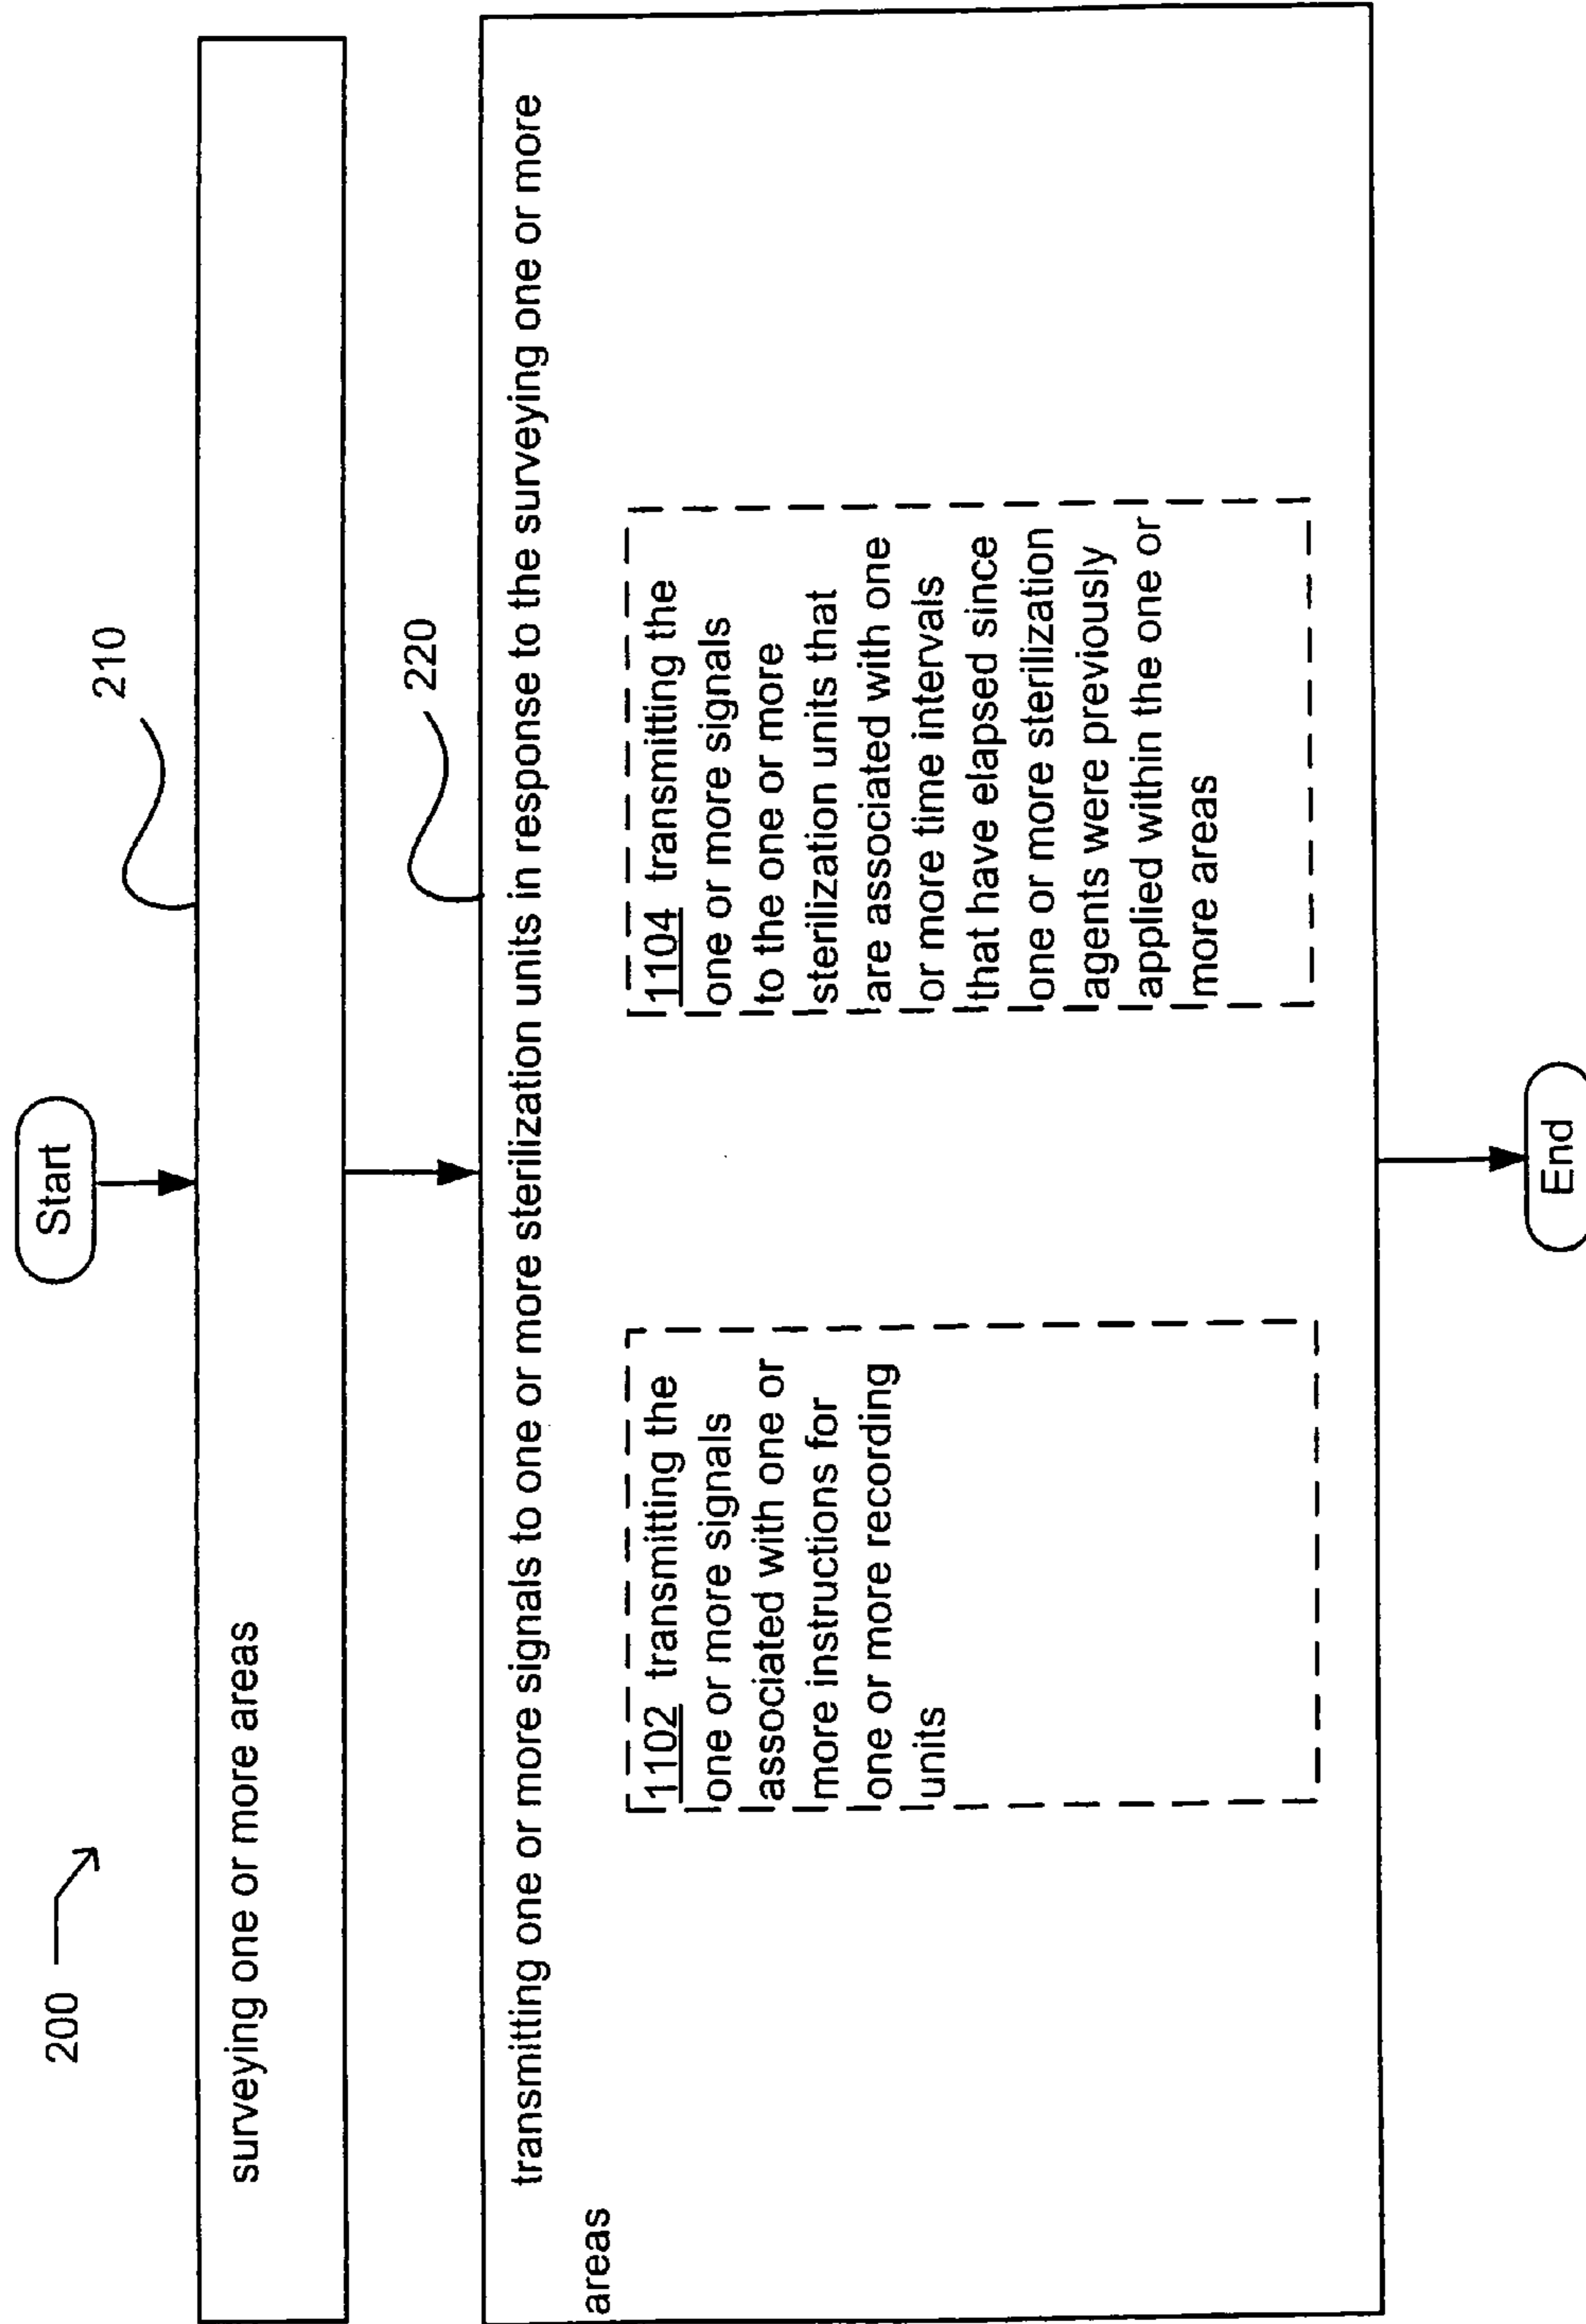 200
Start
210
surveying one or more areas
220
transmitting one or more signals to one or more sterilization units in response to the surveying one or more
areas
1102 transmitting the
one or more signals
associated with one or
more instructions for
one or more recording
units
1104 transmitting the
one or more signals
to the one or more
sterilization units that
are associated with one
or more time intervals
that have elapsed since
one or more sterilization
agents were previously
applied within the one or
more areas
End